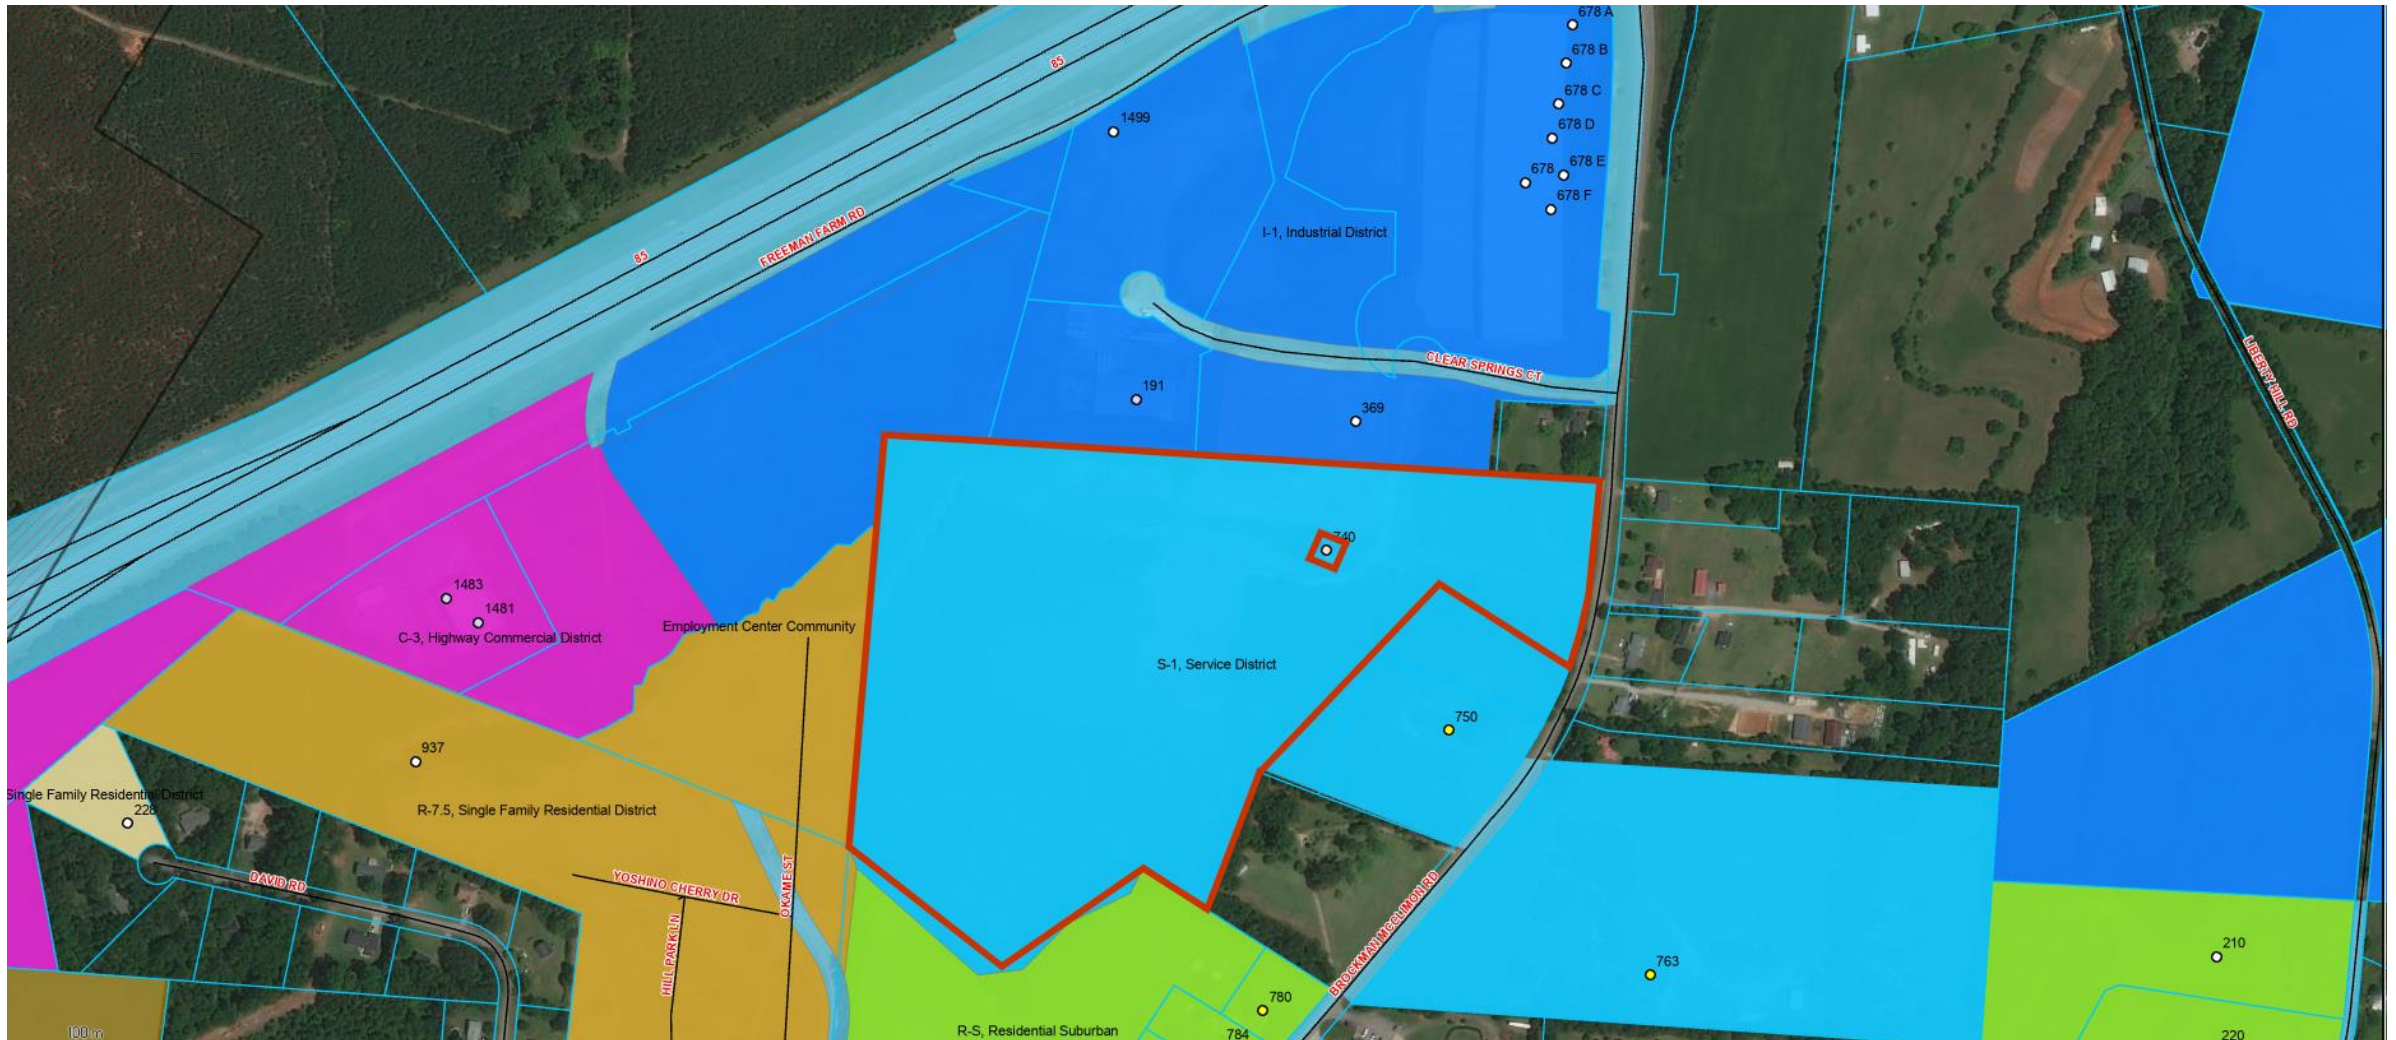 678 A
678 B
85
678 C
1499
678 D
678 E
678
678 F
FREEMAN FARM RD
I-1, Industrial District
85
CLEAR SPRINGS CT
LIBERTY HILL RD
191
369
740
1483
1481
Employment Center Community
C-3, Highway Commercial District
S-1, Service District
750
937
Single Family Residential District
228
R-7.5, Single Family Residential District
DAVID RD
YOSHINO CHERRY DR
OKAME ST
HILL PARK LN
BROCKMAN McCLIMON RD
210
763
780
R-S, Residential Suburban
784
220
100 m